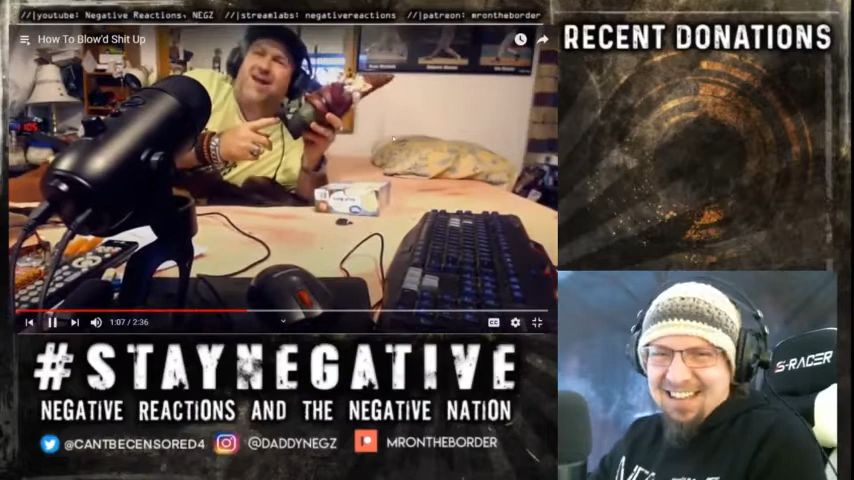 //|youtube: Negative Reactions, NEGZ //|streamlabs: negativereactions //|patreon: mrontheborder
How To Blow'd Shit Up
RECENT DONATIONS
1:07 / 2:36
CC
S-RACER
#STAYNEGATIVE
NEGATIVE REACTIONS AND THE NEGATIVE NATION
@CANTBECENSORED4 @DADDYNEGZ MRONTHEBORDER